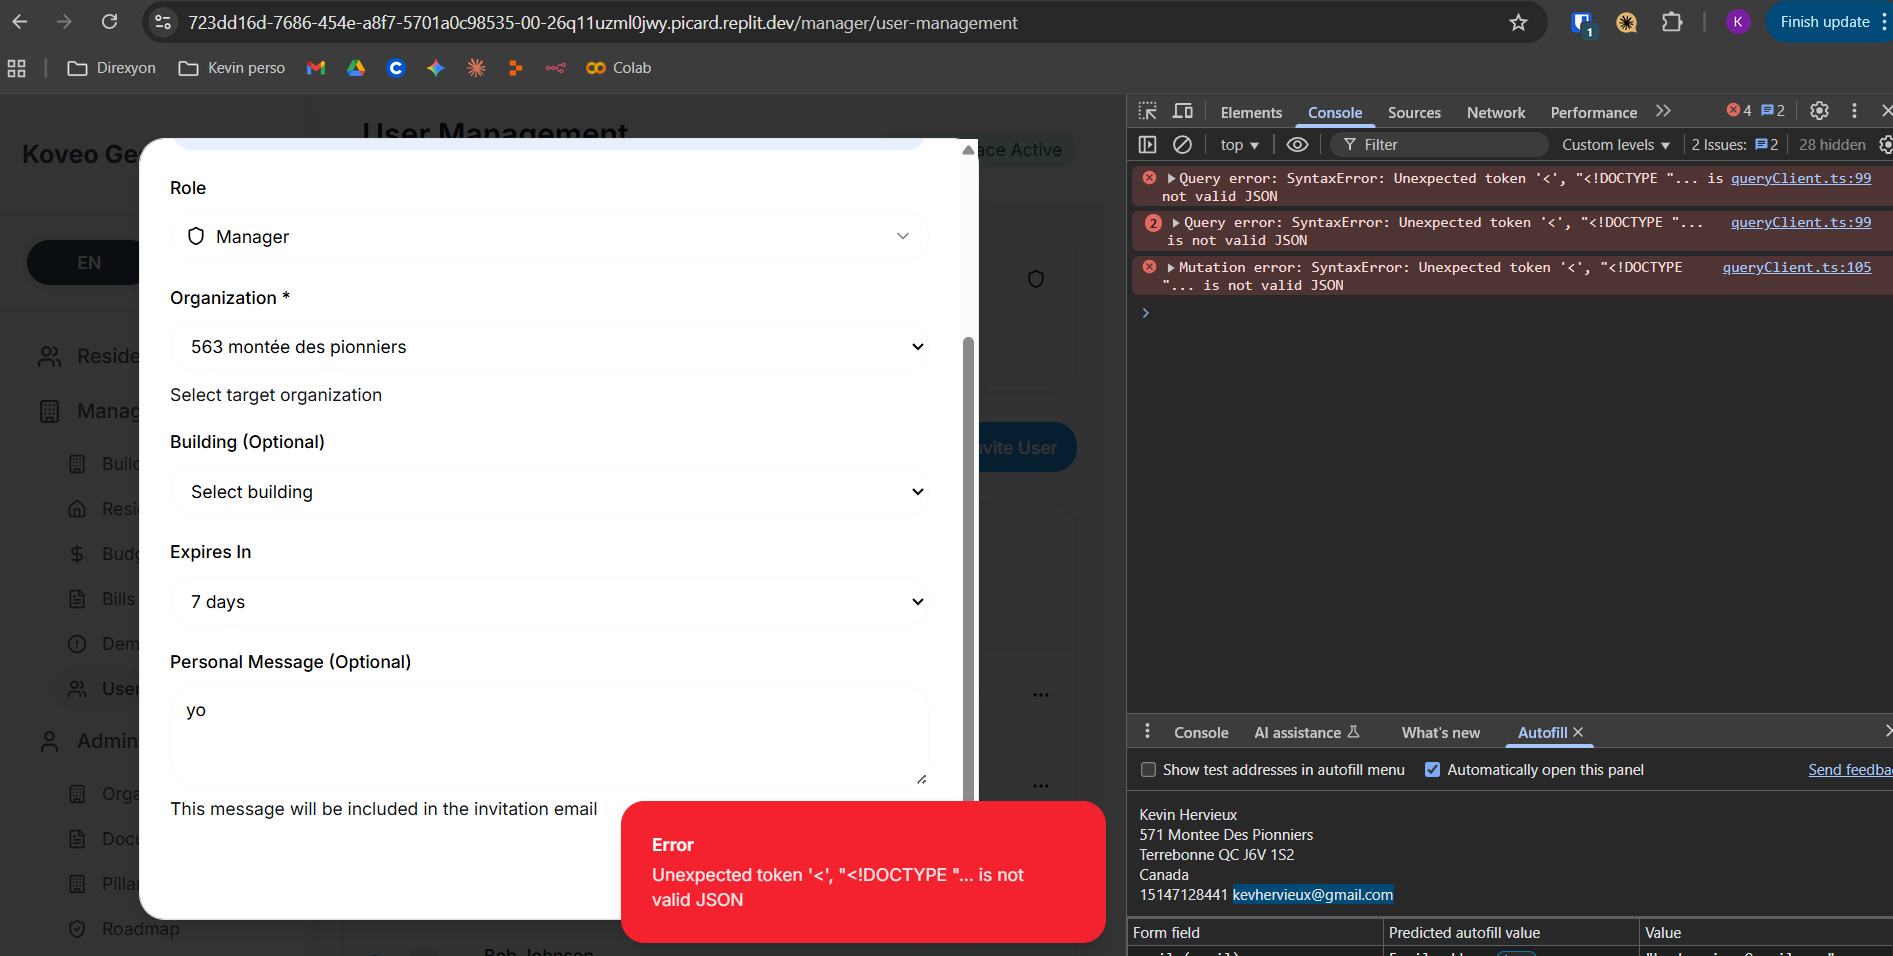 723dd16d-7686-454e-a8f7-5701a0c98535-00-26q11uzml0jwy.picard.replit.dev/manager/user-management
1
K
Finish update
Direxyon
Kevin perso
Colab
User Management
Koveo Ge
ace Active
EN
Reside
Manag
Build
Resi
Budg
Bills
Dem
User
Admin
Orga
Docu
Pillar
Roadmap
nvite User
Role
Manager
Organization *
563 montée des pionniers
Select target organization
Building (Optional)
Select building
Expires In
7 days
Personal Message (Optional)
yo
This message will be included in the invitation email
Error
Unexpected token '<', "<!DOCTYPE "... is not
valid JSON
Bob Johnson
Elements
Console
Sources
Network
Performance
4
2
top
Filter
Custom levels
2 Issues:
2
28 hidden
Query error: SyntaxError: Unexpected token '<', "<!DOCTYPE "... is queryClient.ts:99
not valid JSON
2 Query error: SyntaxError: Unexpected token '<', "<!DOCTYPE "... queryClient.ts:99
is not valid JSON
Mutation error: SyntaxError: Unexpected token '<', "<!DOCTYPE queryClient.ts:105
"... is not valid JSON
Console
AI assistance
What's new
Autofill
Show test addresses in autofill menu
Automatically open this panel
Send feedba
Kevin Hervieux
571 Montee Des Pionniers
Terrebonne QC J6V 1S2
Canada
15147128441 kevhervieux@gmail.com
Form field
Predicted autofill value
Value